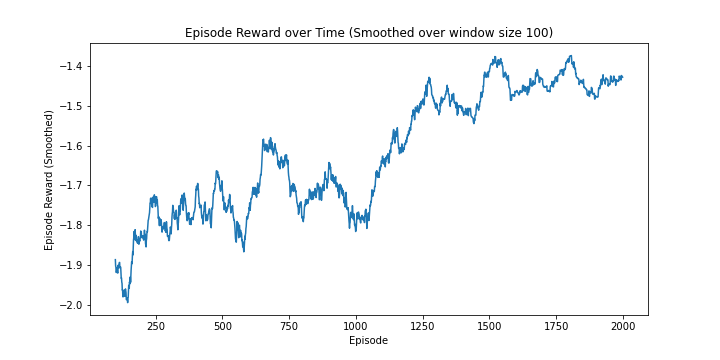 Episode Reward over Time (Smoothed over window size 100)
Episode Reward (Smoothed)
−1.4
−1.5
−1.6
−1.7
−1.8
−1.9
−2.0
250 500 750 1000 1250 1500 1750 2000
Episode